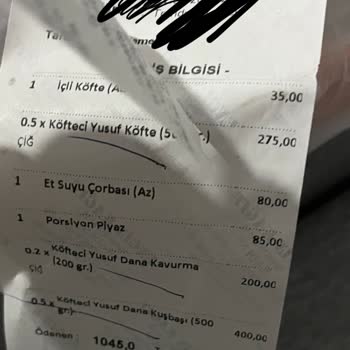 Ş BİLGİSİ -
1 İçli Köfte (A 35,00
0.5 x Köfteci Yusuf Köfte (50 gr.) 275,00
ÇİĞ
1 Et Suyu Çorbası (Az) 80,00
1 Porsiyon Piyaz 85,00
0.2 x Köfteci Yusuf Dana Kavurma 200,00
(200 gr.)
ÇİĞ
0.5 x Köfteci Yusuf Dana Kuşbaşı (500 400,00
gr.)
Ödenen : 1045,0